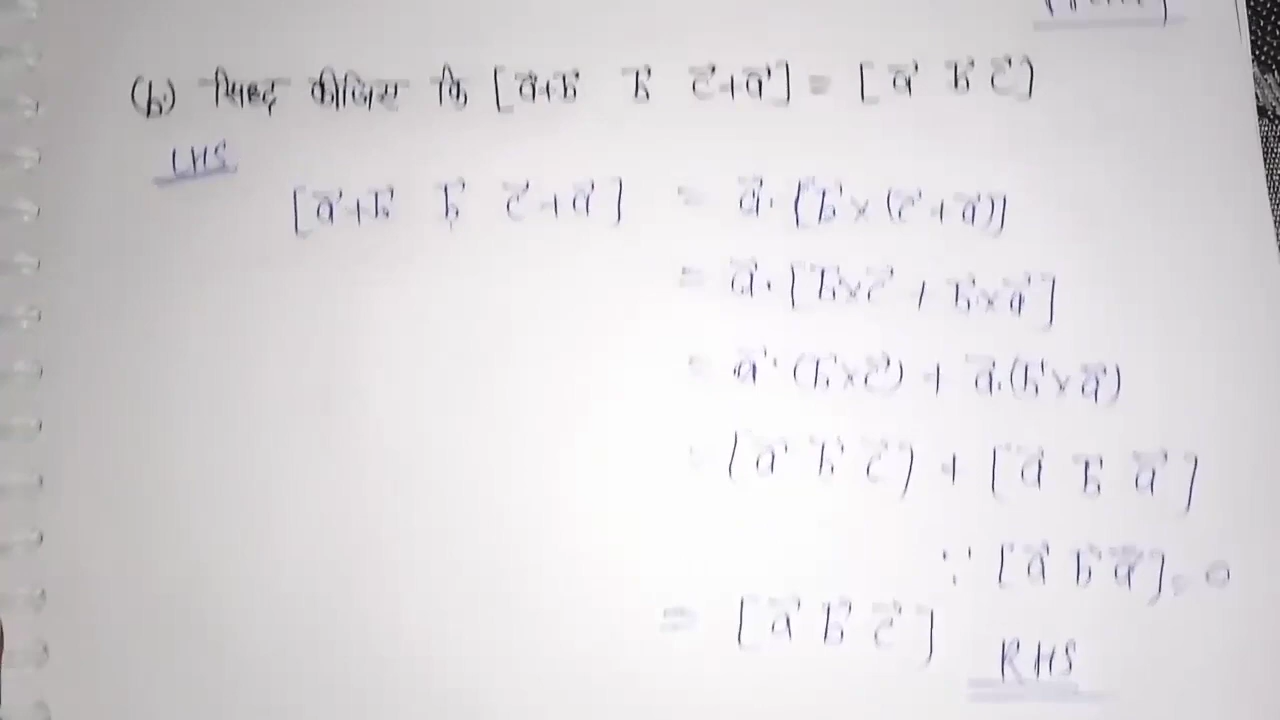 (b) सिद्ध कीजिए कि [a⃗+b⃗ b⃗ c⃗+a⃗] = [a⃗ b⃗ c⃗]
LHS
[a⃗+b⃗ b⃗ c⃗+a⃗] = a⃗·[b⃗×(c⃗+a⃗)]
= a⃗·[b⃗×c⃗ + b⃗×a⃗]
= a⃗·(b⃗×c⃗) + a⃗·(b⃗×a⃗)
= [a⃗ b⃗ c⃗] + [a⃗ b⃗ a⃗]
∵ [a⃗ b⃗ a⃗] = 0
= [a⃗ b⃗ c⃗]
RHS